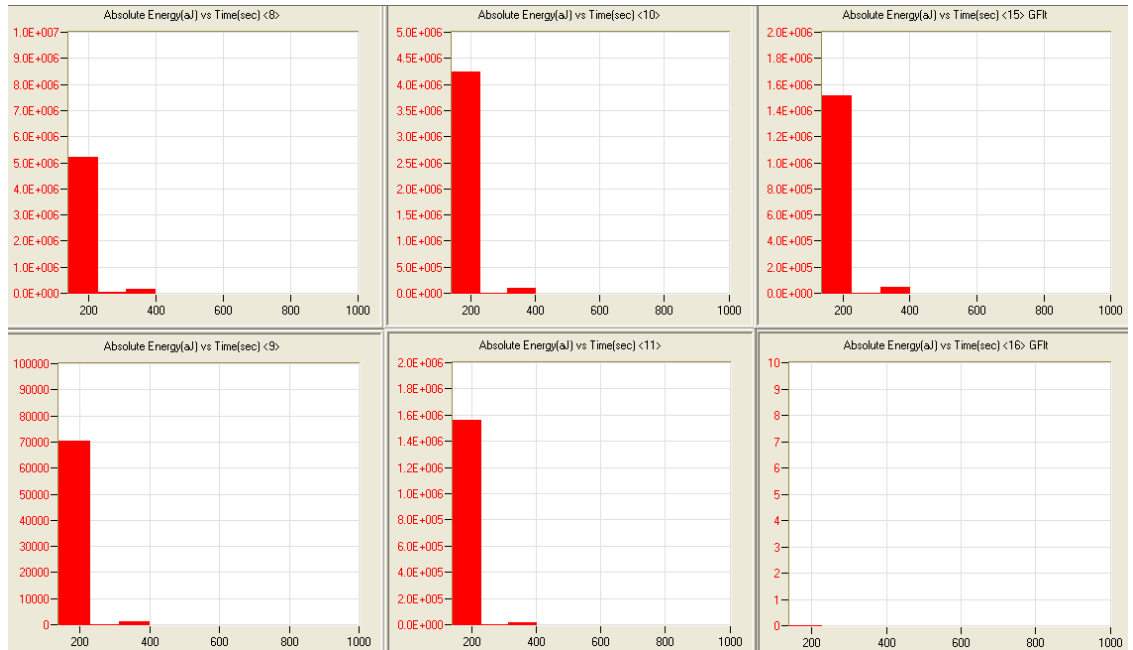 Absolute Energy(aJ) vs Time(sec) <8>
1.0E+007
9.0E+006
8.0E+006
7.0E+006
6.0E+006
5.0E+006
4.0E+006
3.0E+006
2.0E+006
1.0E+006
0.0E+000
200 400 600 800 1000
Absolute Energy(aJ) vs Time(sec) <10>
5.0E+006
4.5E+006
4.0E+006
3.5E+006
3.0E+006
2.5E+006
2.0E+006
1.5E+006
1.0E+006
5.0E+005
0.0E+000
200 400 600 800 1000
Absolute Energy(aJ) vs Time(sec) <15> GFlt
2.0E+006
1.8E+006
1.6E+006
1.4E+006
1.2E+006
1.0E+006
8.0E+005
6.0E+005
4.0E+005
2.0E+005
0.0E+000
200 400 600 800 1000
Absolute Energy(aJ) vs Time(sec) <9>
100000
90000
80000
70000
60000
50000
40000
30000
20000
10000
0
200 400 600 800 1000
Absolute Energy(aJ) vs Time(sec) <11>
2.0E+006
1.8E+006
1.6E+006
1.4E+006
1.2E+006
1.0E+006
8.0E+005
6.0E+005
4.0E+005
2.0E+005
0.0E+000
200 400 600 800 1000
Absolute Energy(aJ) vs Time(sec) <16> GFlt
10
9
8
7
6
5
4
3
2
1
0
200 400 600 800 1000